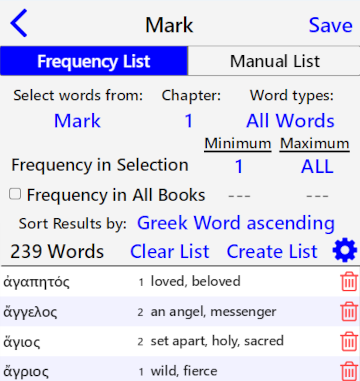 Mark Save
Frequency List Manual List
Select words from: Chapter: Word types:
Mark 1 All Words
Minimum Maximum
Frequency in Selection 1 ALL
Frequency in All Books --- ---
Sort Results by: Greek Word ascending
239 Words Clear List Create List
ἀγαπητός 1 loved, beloved
ἄγγελος 2 an angel, messenger
ἅγιος 2 set apart, holy, sacred
ἄγριος 1 wild, fierce